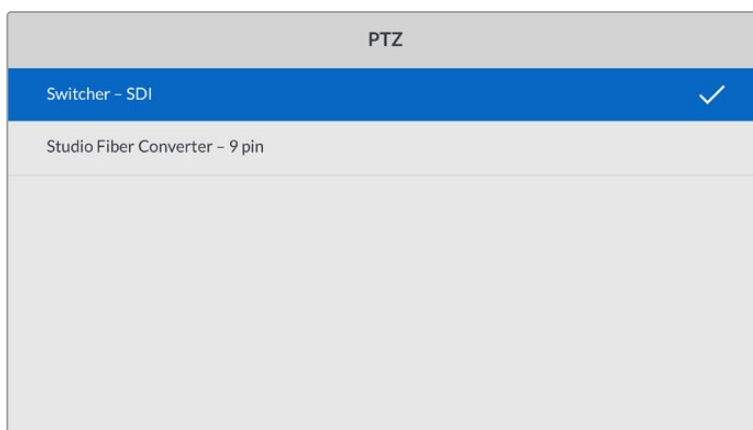 PTZ
Switcher – SDI
Studio Fiber Converter – 9 pin